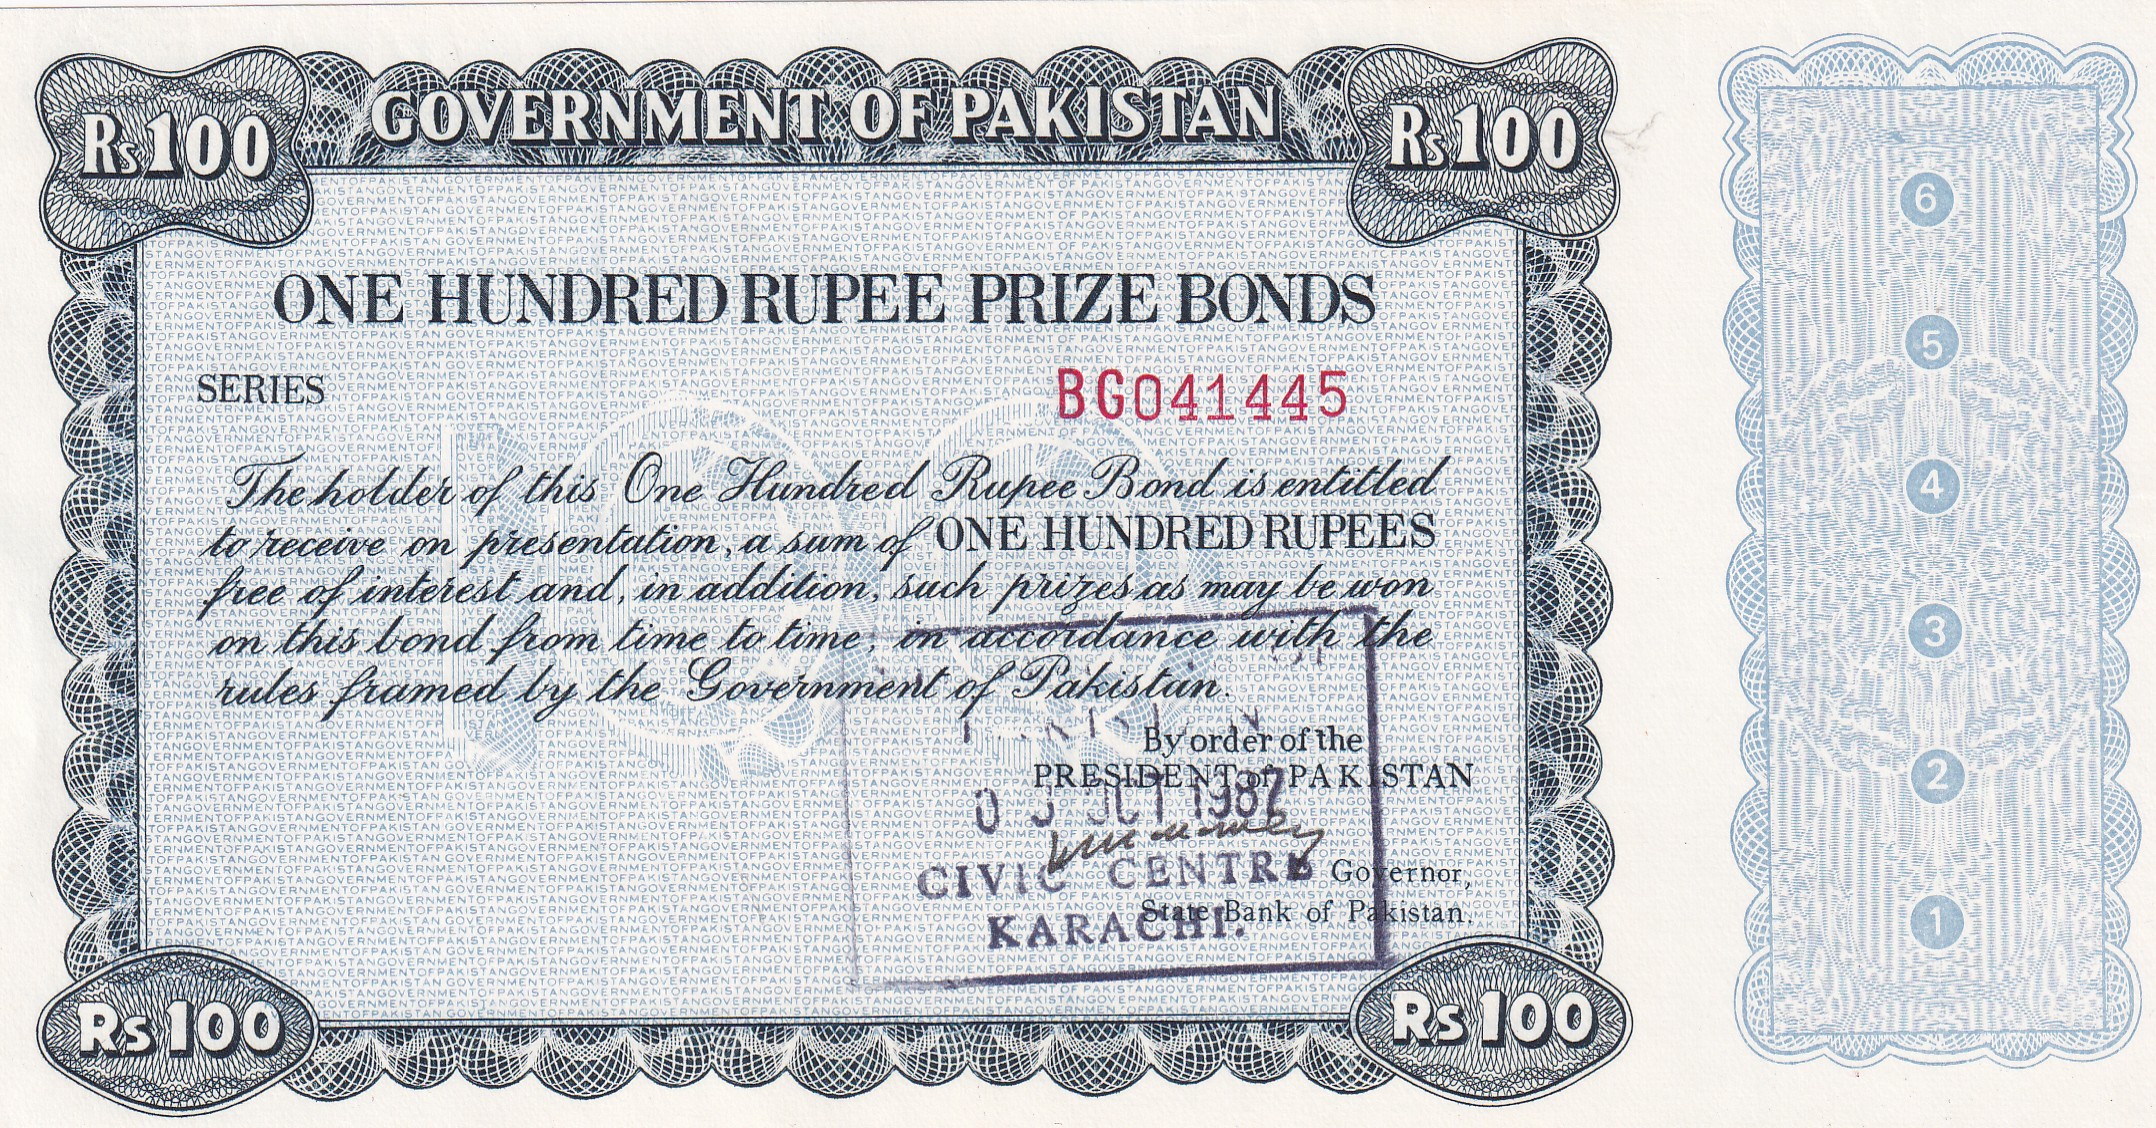 Rs 100 GOVERNMENT OF PAKISTAN Rs 100
ONE HUNDRED RUPEE PRIZE BONDS
SERIES BG041445
The holder of this One Hundred Rupee Bond is entitled
to receive on presentation, a sum of ONE HUNDRED RUPEES
free of interest and, in addition, such prizes as may be won
on this bond from time to time, in accordance with the
rules framed by the Government of Pakistan.
By order of the
PRESIDENT OF PAKISTAN
OCT 1987
CIVIC CENTRE
Governor,
State Bank of Pakistan.
KARACHI.
Rs 100 Rs 100
6
5
4
3
2
1